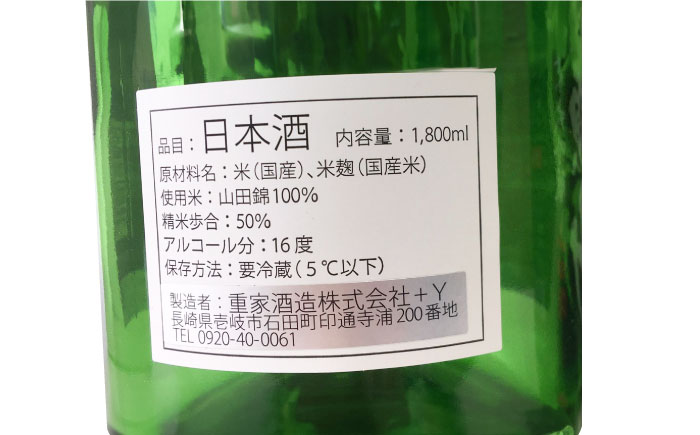 品目：日本酒　内容量：1,800ml
原材料名：米（国産）、米麹（国産米）
使用米：山田錦100%
精米歩合：50%
アルコール分：16度
保存方法：要冷蔵（5℃以下）
製造者：重家酒造株式会社＋Y
長崎県壱岐市石田町印通寺浦200番地
TEL 0920-40-0061